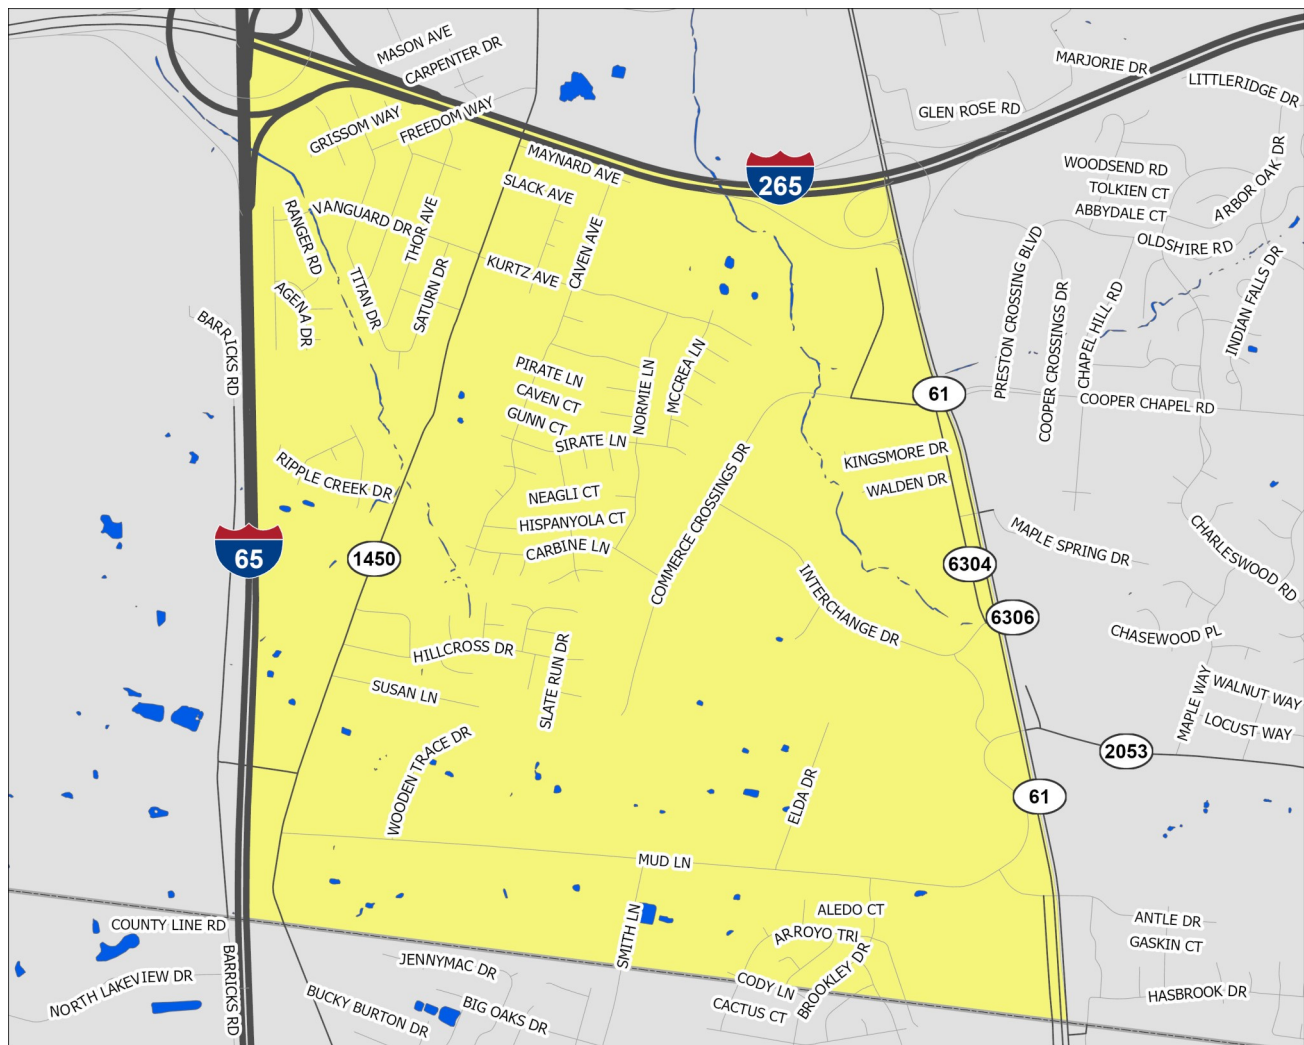 MASON AVE
CARPENTER DR
MARJORIE DR
LITTLERIDGE DR
GLEN ROSE RD
GRISSOM WAY
FREEDOM WAY
MAYNARD AVE
SLACK AVE
265
WOODSEND RD
TOLKIEN CT
ABBYDALE CT
ARBOR OAK DR
OLDSHIRE RD
VANGUARD DR
RANGER RD
THOR AVE
CAVEN AVE
KURTZ AVE
TITAN DR
SATURN DR
AGENA DR
BARRICKS RD
PRESTON CROSSING BLVD
COOPER CROSSINGS DR
CHAPEL HILL RD
INDIAN FALLS DR
PIRATE LN
CAVEN CT
GUNN CT
NORMIE LN
MCCREA LN
SIRATE LN
61
COOPER CHAPEL RD
KINGSMORE DR
WALDEN DR
RIPPLE CREEK DR
NEAGLI CT
HISPANYOLA CT
CARBINE LN
COMMERCE CROSSINGS DR
MAPLE SPRING DR
CHARLESWOOD RD
65
1450
6304
6306
INTERCHANGE DR
CHASEWOOD PL
HILLCROSS DR
SLATE RUN DR
SUSAN LN
MAPLE WAY
WALNUT WAY
LOCUST WAY
WOODEN TRACE DR
2053
ELDA DR
61
MUD LN
COUNTY LINE RD
BARRICKS RD
SMITH LN
ALEDO CT
ARROYO TRI
ANTLE DR
GASKIN CT
JENNYMAC DR
NORTH LAKEVIEW DR
BUCKY BURTON DR
BIG OAKS DR
CODY LN
CACTUS CT
BROOKLEY DR
HASBROOK DR